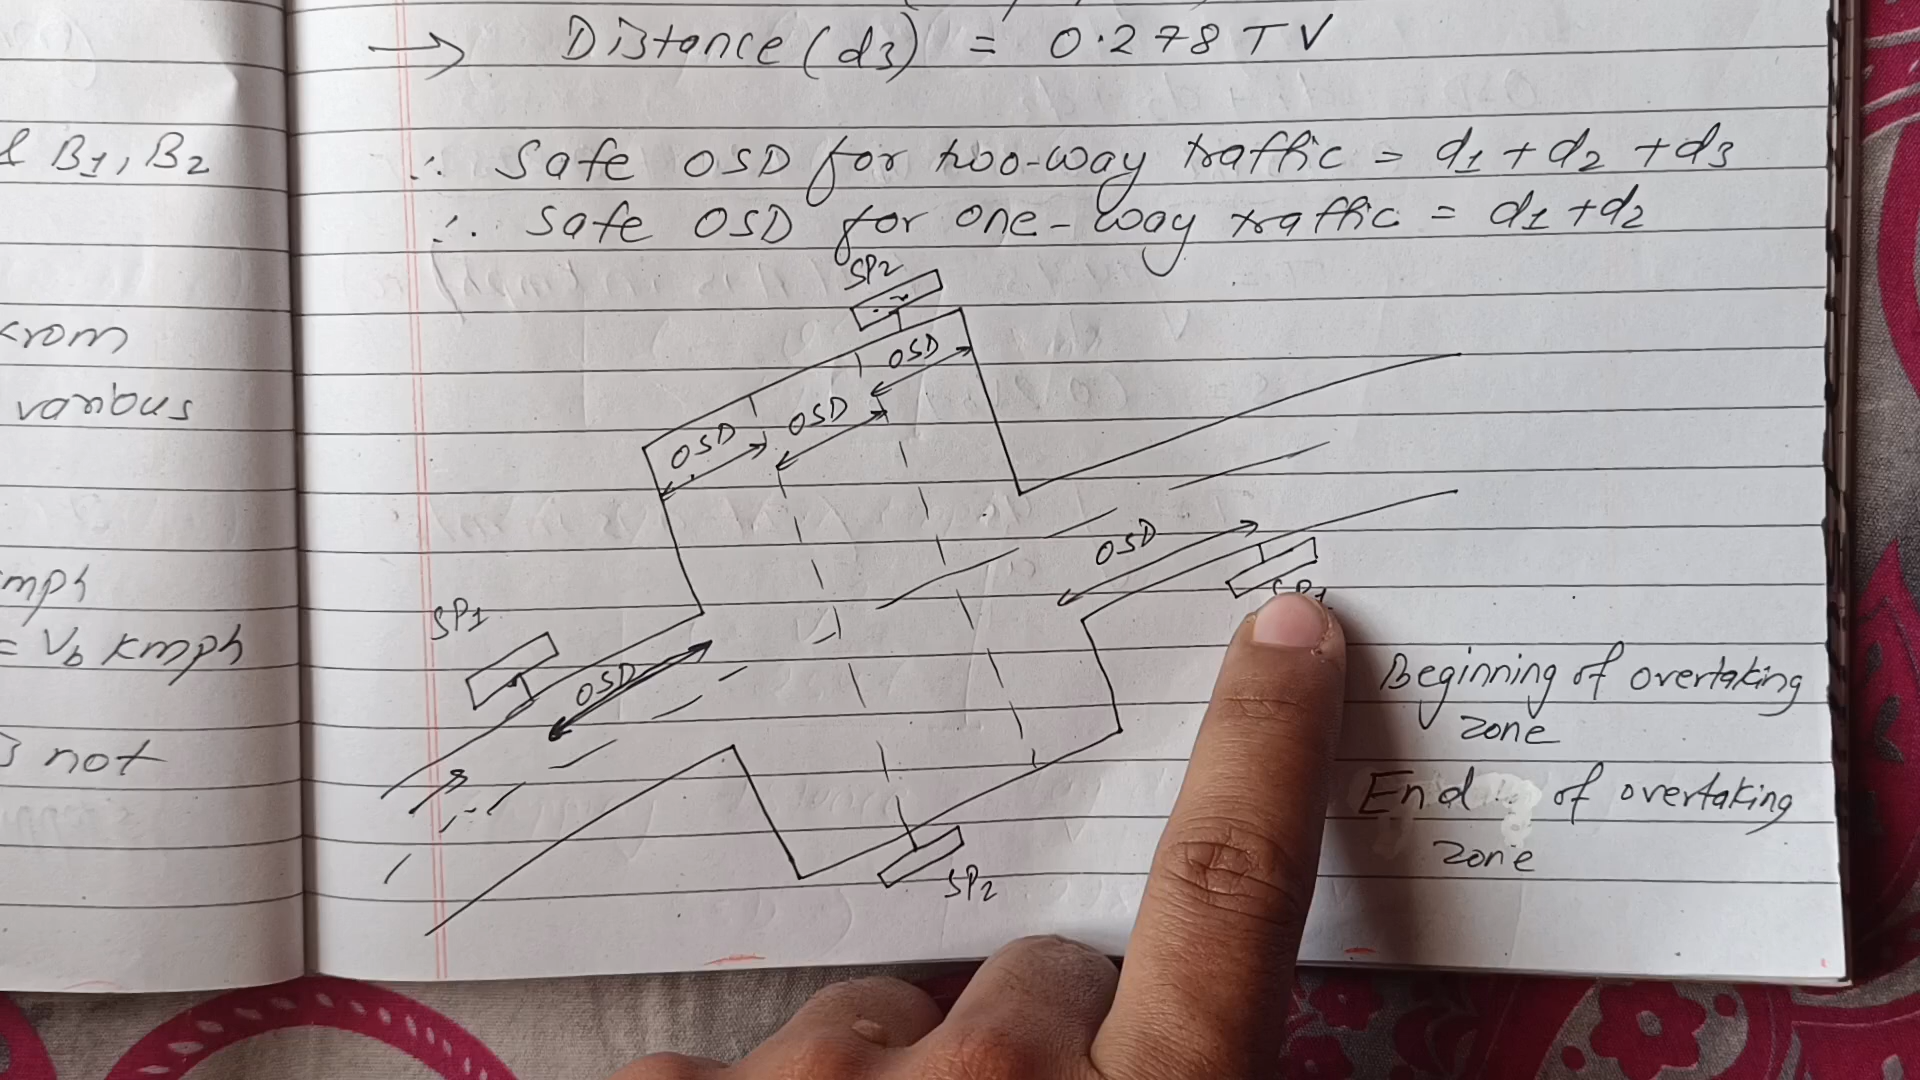 → Distance (d3) = 0.278 TV
& B1, B2
∴ Safe OSD for two-way traffic = d1 + d2 + d3
∴ Safe OSD for one-way traffic = d1 + d2
SP2
OSD
OSD
OSD
OSD
SP1
OSD
SP1
SP2
Beginning of overtaking
zone
End of overtaking
zone
from
various
kmph
= Vb kmph
not